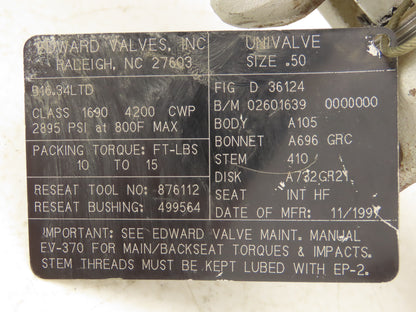 EDWARD VALVES, INC
RALEIGH, NC 27603
UNIVALVE
SIZE .50
B16.34LTD
CLASS 1690 4200 CWP
2895 PSI at 800F MAX
PACKING TORQUE: FT-LBS
10 TO 15
RESEAT TOOL NO: 876112
RESEAT BUSHING: 499564
FIG D 36124
B/M 02601639 0000000
BODY A105
BONNET A696 GRC
STEM 410
DISK A732GR21
SEAT INT HF
DATE OF MFR: 11/1997
IMPORTANT: SEE EDWARD VALVE MAINT. MANUAL
EV-370 FOR MAIN/BACKSEAT TORQUES & IMPACTS.
STEM THREADS MUST BE KEPT LUBED WITH EP-2.